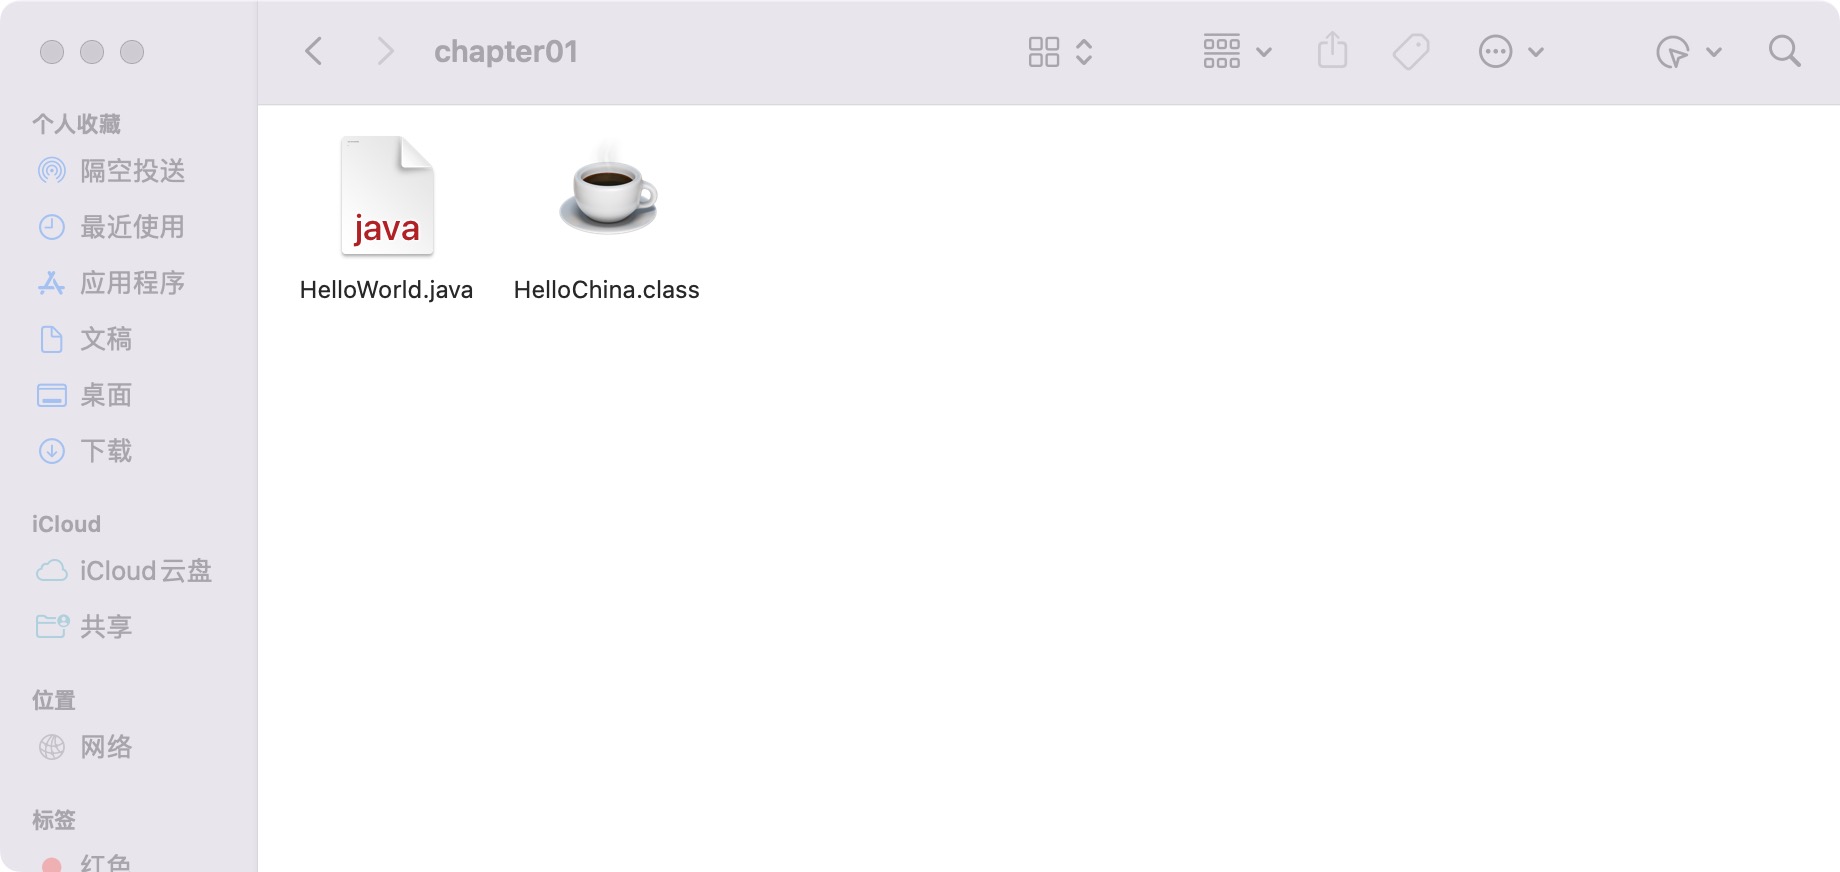 chapter01
个人收藏
隔空投送
最近使用
应用程序
文稿
桌面
下载
iCloud
iCloud云盘
共享
位置
网络
标签
红色
java
HelloWorld.java
HelloChina.class